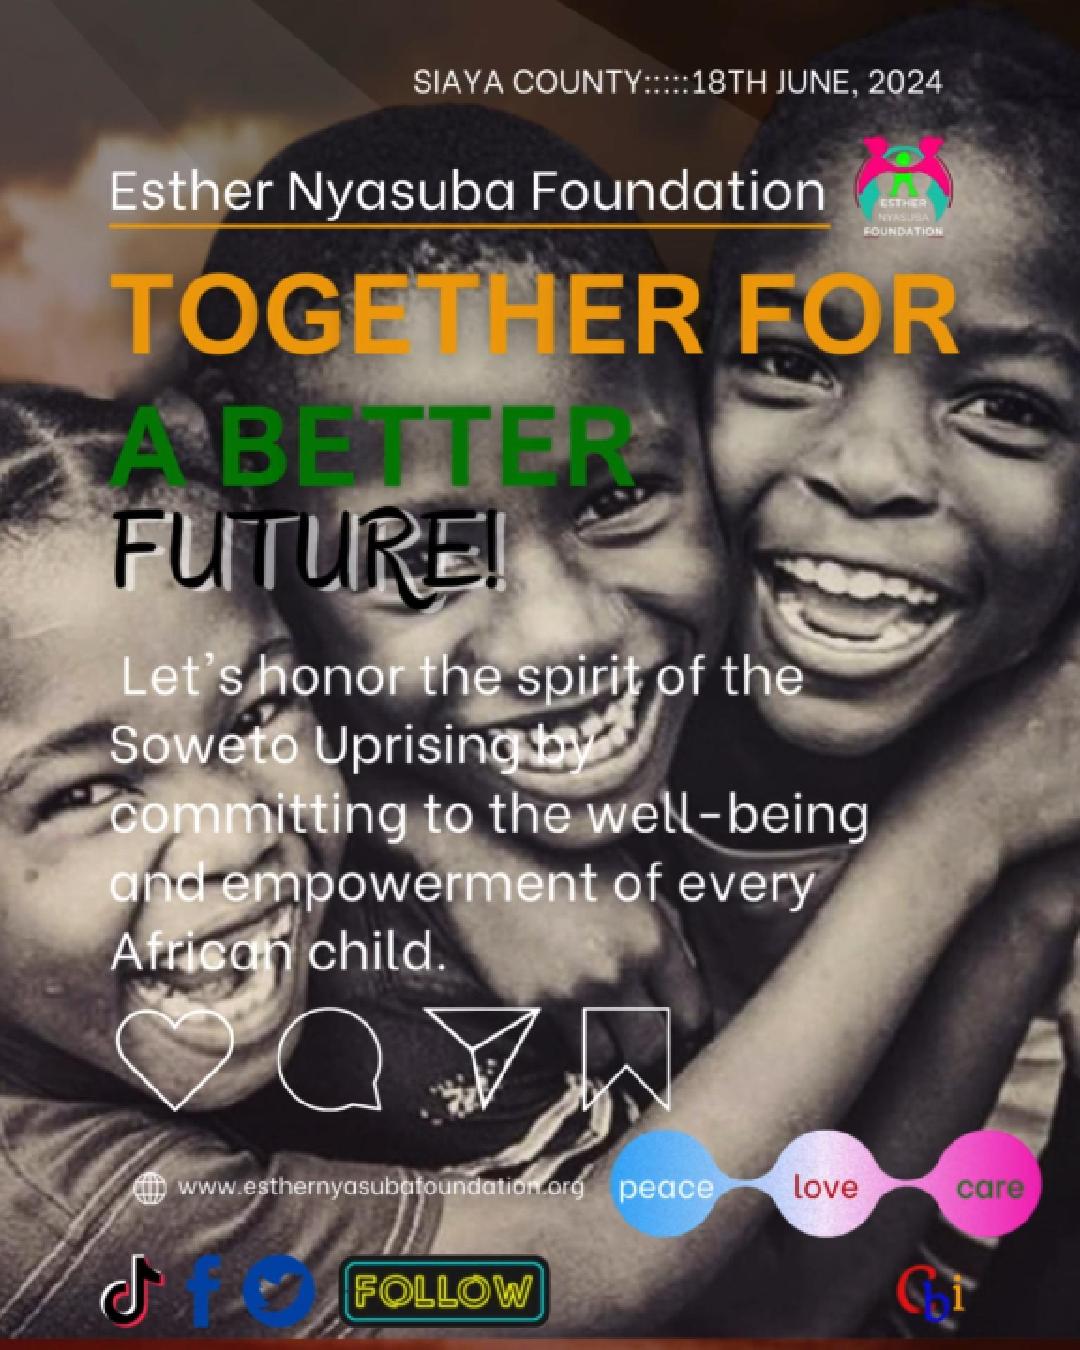 SIAYA COUNTY:::::18TH JUNE, 2024
Esther Nyasuba Foundation
ESTHER
NYASUBA
FOUNDATION
TOGETHER FOR
A BETTER
FUTURE!
Let's honor the spirit of the
Soweto Uprising by
committing to the well-being
and empowerment of every
African child.
www.esthernyasubafoundation.org
peace love care
FOLLOW
Cbi